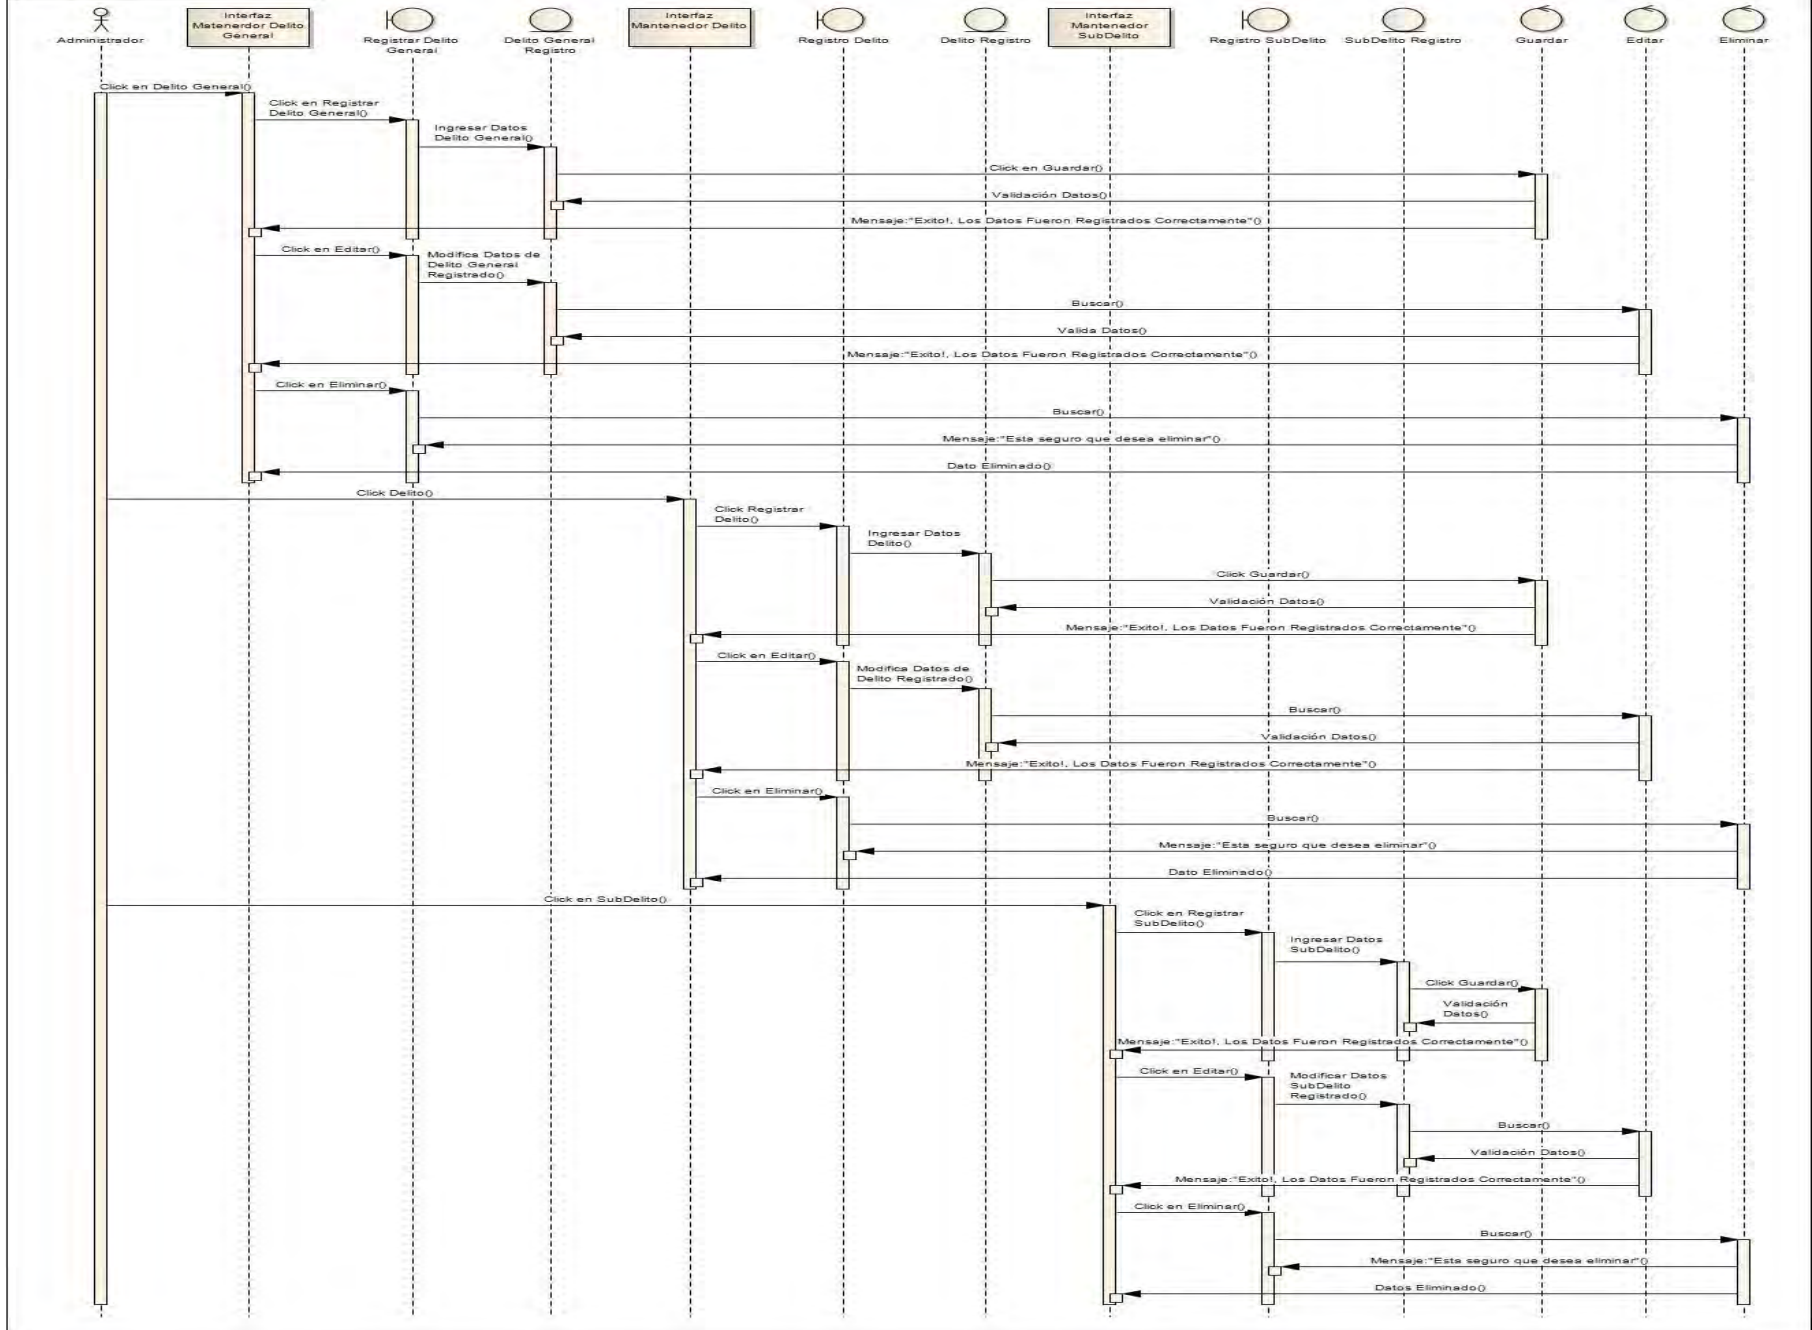 Administrador
Interfaz
Matenerdor Delito
General
Registrar Delito
General
Delito General
Registro
Interfaz
Mantenedor Delito
Registro Delito
Delito Registro
Interfaz
Mantenedor
SubDelito
Registro SubDelito
SubDelito Registro
Guardar
Editar
Eliminar
Click en Delito General()
Click en Registrar
Delito General()
Ingresar Datos
Delito General()
Click en Guardar()
Validación Datos()
Mensaje:"Exito!, Los Datos Fueron Registrados Correctamente"()
Click en Editar()
Modifica Datos de
Delito General
Registrado()
Buscar()
Valida Datos()
Mensaje:"Exito!, Los Datos Fueron Registrados Correctamente"()
Click en Eliminar()
Buscar()
Mensaje:"Esta seguro que desea eliminar"()
Dato Eliminado()
Click Delito()
Click Registrar
Delito()
Ingresar Datos
Delito()
Click Guardar()
Validación Datos()
Mensaje:"Exito!, Los Datos Fueron Registrados Correctamente"()
Click en Editar()
Modifica Datos de
Delito Registrado()
Buscar()
Validación Datos()
Mensaje:"Exito!, Los Datos Fueron Registrados Correctamente"()
Click en Eliminar()
Buscar()
Mensaje:"Esta seguro que desea eliminar"()
Dato Eliminado()
Click en SubDelito()
Click en Registrar
SubDelito()
Ingresar Datos
SubDelito()
Click Guardar()
Validación
Datos()
Mensaje:"Exito!, Los Datos Fueron Registrados Correctamente"()
Click en Editar()
Modificar Datos
SubDelito
Registrado()
Buscar()
Validación Datos()
Mensaje:"Exito!, Los Datos Fueron Registrados Correctamente"()
Click en Eliminar()
Buscar()
Mensaje:"Esta seguro que desea eliminar"()
Datos Eliminado()